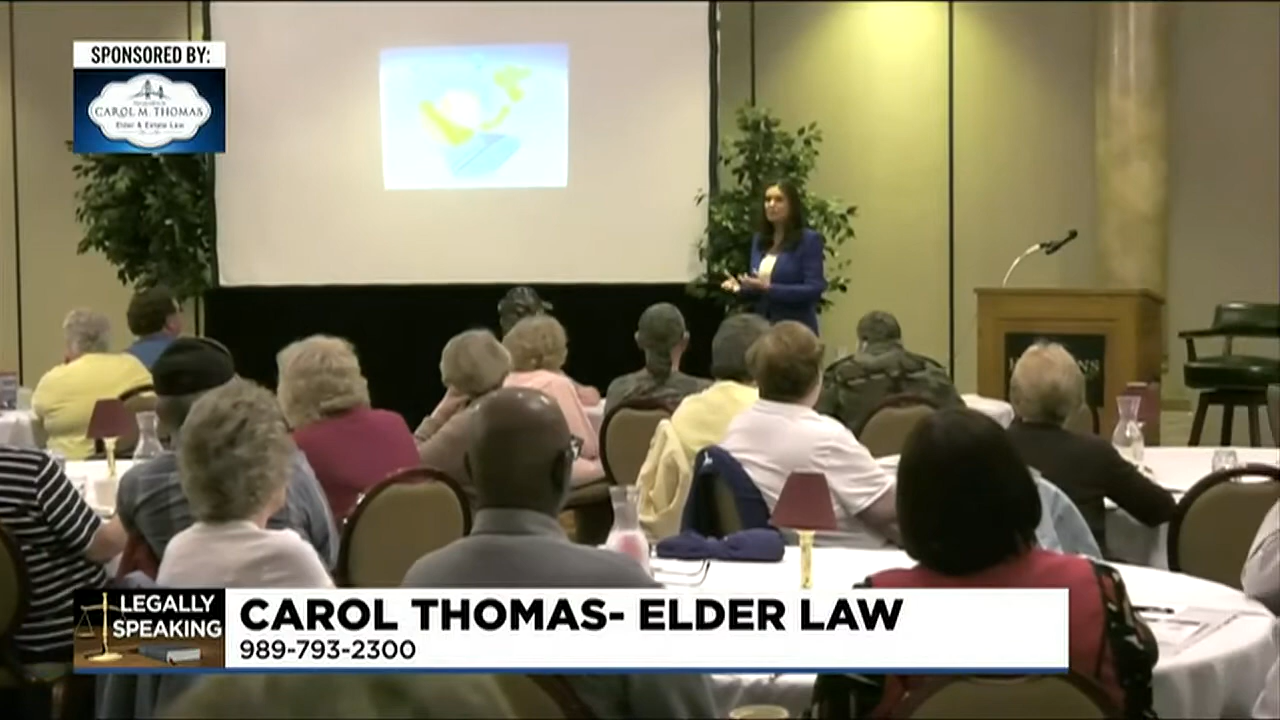 SPONSORED BY:
CAROL M. THOMAS
Elder & Estate Law
LEGALLY
SPEAKING
CAROL THOMAS- ELDER LAW
989-793-2300